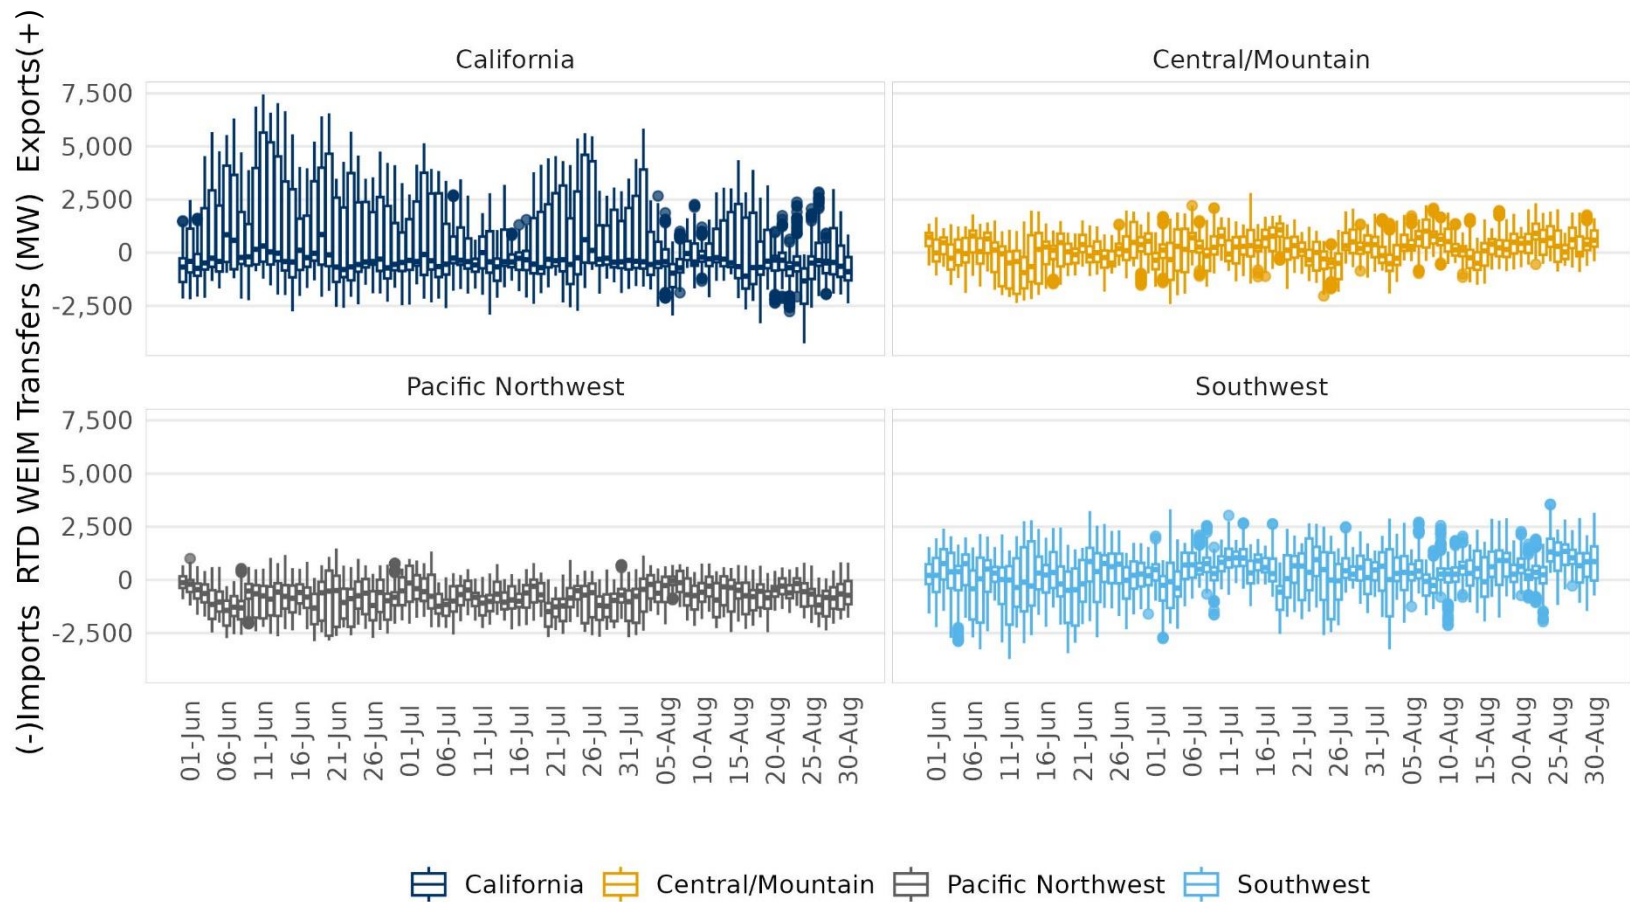 (-)Imports  RTD WEIM Transfers (MW)  Exports(+)
California
Central/Mountain
7,500
5,000
2,500
0
-2,500
Pacific Northwest
Southwest
7,500
5,000
2,500
0
-2,500
01-Jun
06-Jun
11-Jun
16-Jun
21-Jun
26-Jun
01-Jul
06-Jul
11-Jul
16-Jul
21-Jul
26-Jul
31-Jul
05-Aug
10-Aug
15-Aug
20-Aug
25-Aug
30-Aug
01-Jun
06-Jun
11-Jun
16-Jun
21-Jun
26-Jun
01-Jul
06-Jul
11-Jul
16-Jul
21-Jul
26-Jul
31-Jul
05-Aug
10-Aug
15-Aug
20-Aug
25-Aug
30-Aug
California
Central/Mountain
Pacific Northwest
Southwest